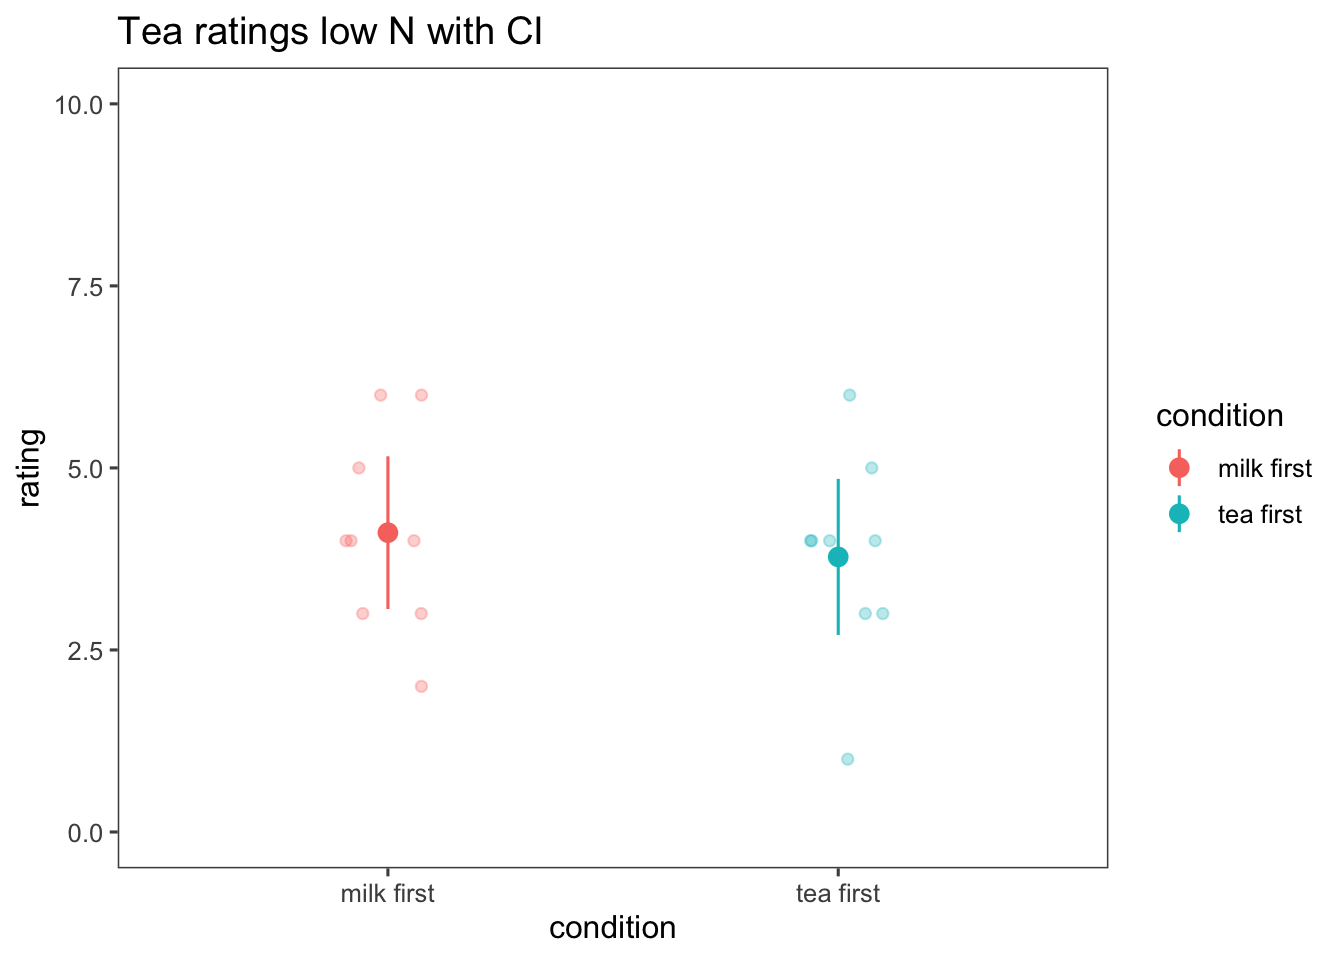 Tea ratings low N with CI
10.0
7.5
5.0
2.5
0.0
rating
milk first
tea first
condition
condition
milk first
tea first